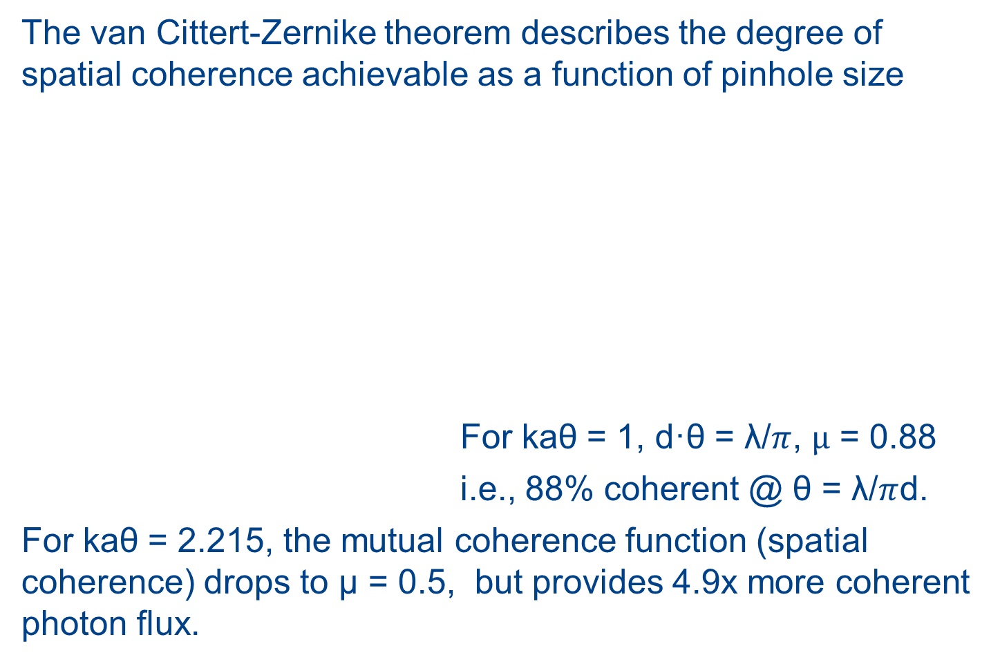 The van Cittert-Zernike theorem describes the degree of
spatial coherence achievable as a function of pinhole size
For kaθ = 1, d·θ = λ/π, μ = 0.88
i.e., 88% coherent @ θ = λ/πd.
For kaθ = 2.215, the mutual coherence function (spatial
coherence) drops to μ = 0.5,  but provides 4.9x more coherent
photon flux.